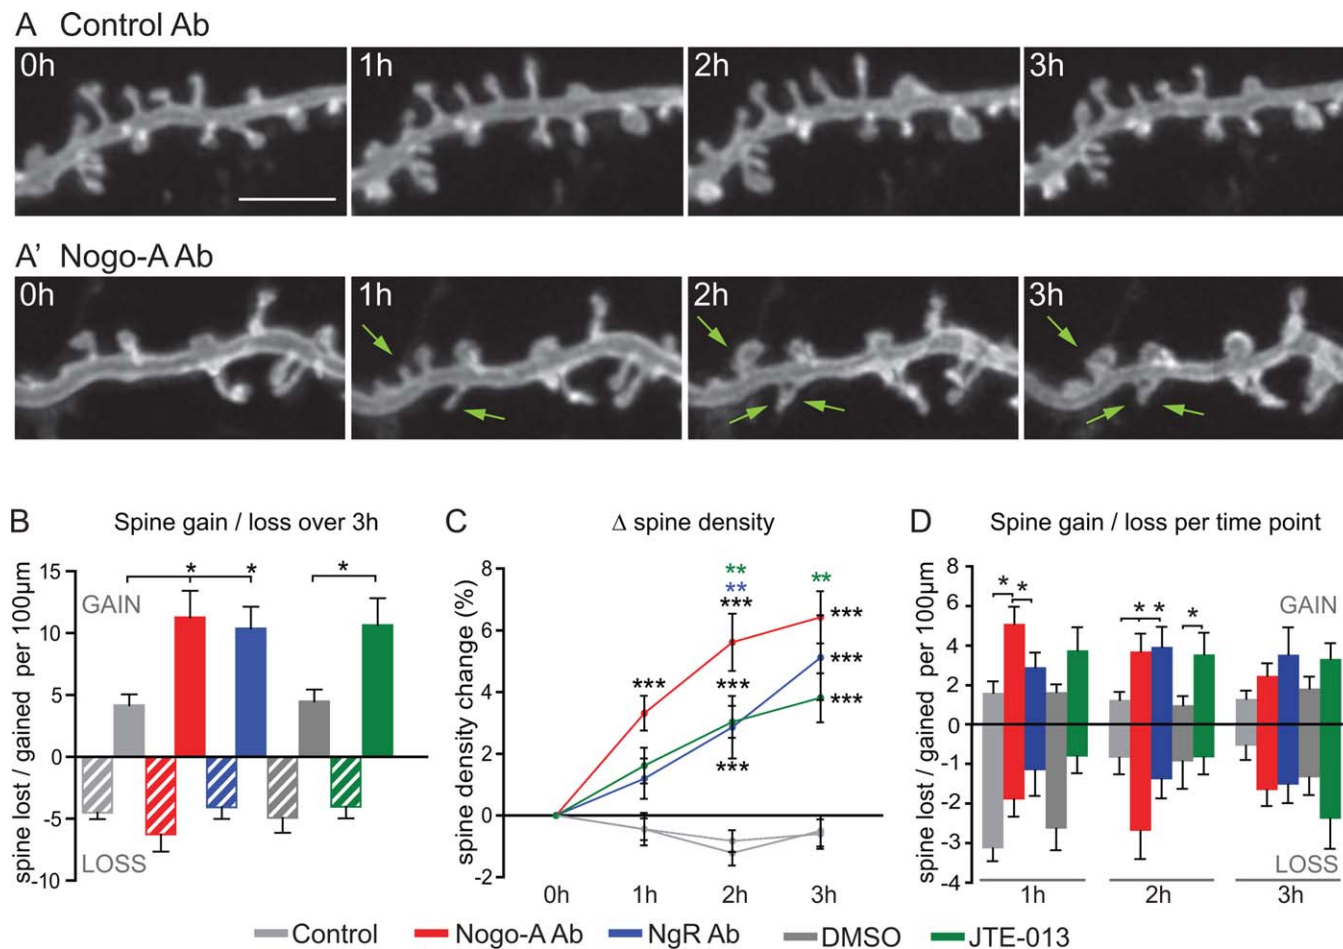 A Control Ab
0h 1h 2h 3h
A' Nogo-A Ab
0h 1h 2h 3h
B Spine gain / loss over 3h
spine lost / gained per 100µm
15
10
5
0
-5
-10
GAIN
LOSS
* * *
C Δ spine density
spine density change (%)
8
6
4
2
0
-2
0h 1h 2h 3h
** **
**
*** ***
***
*** ***
***
***
D Spine gain / loss per time point
spine lost / gained per 100µm
8
6
4
2
0
-1
-2
-3
-4
GAIN
LOSS
* * * * *
1h 2h 3h
Control Nogo-A Ab NgR Ab DMSO JTE-013